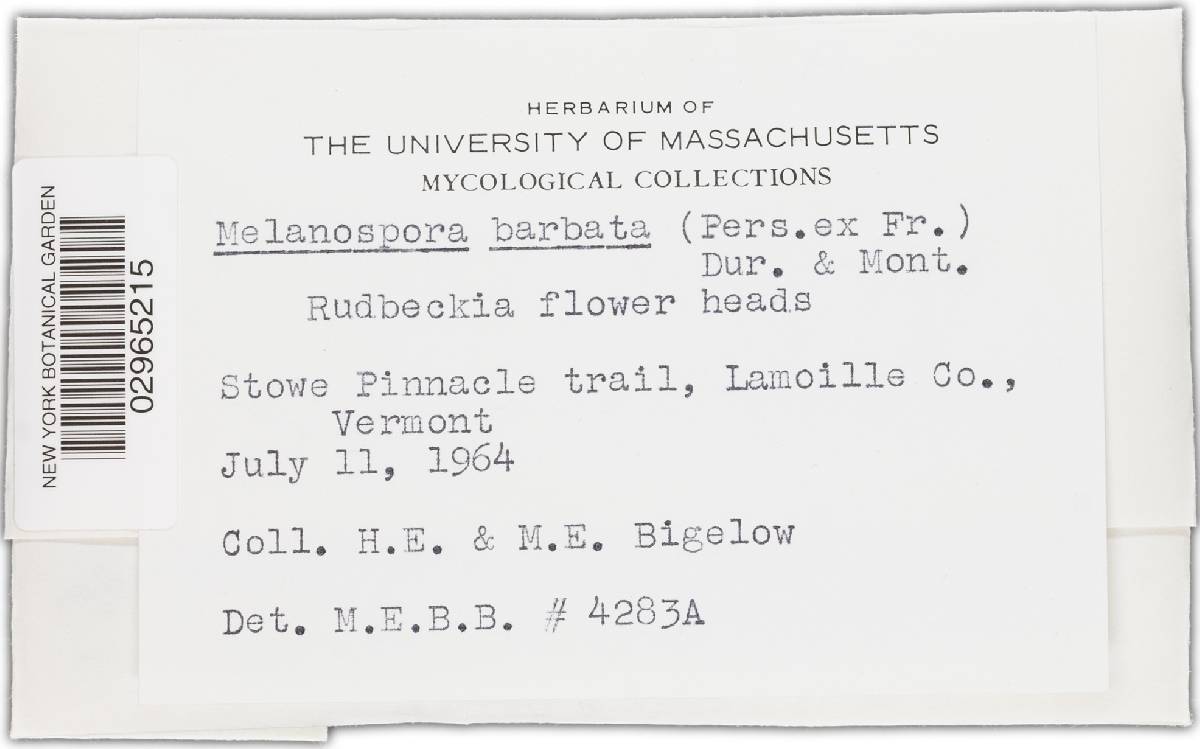 HERBARIUM OF
THE UNIVERSITY OF MASSACHUSETTS
MYCOLOGICAL COLLECTIONS
Melanospora barbata (Pers.ex Fr.)
Dur. & Mont.
Rudbeckia flower heads
Stowe Pinnacle trail, Lamoille Co.,
Vermont
July 11, 1964
Coll. H.E. & M.E. Bigelow
Det. M.E.B.B. # 4283A
NEW YORK BOTANICAL GARDEN
02965215